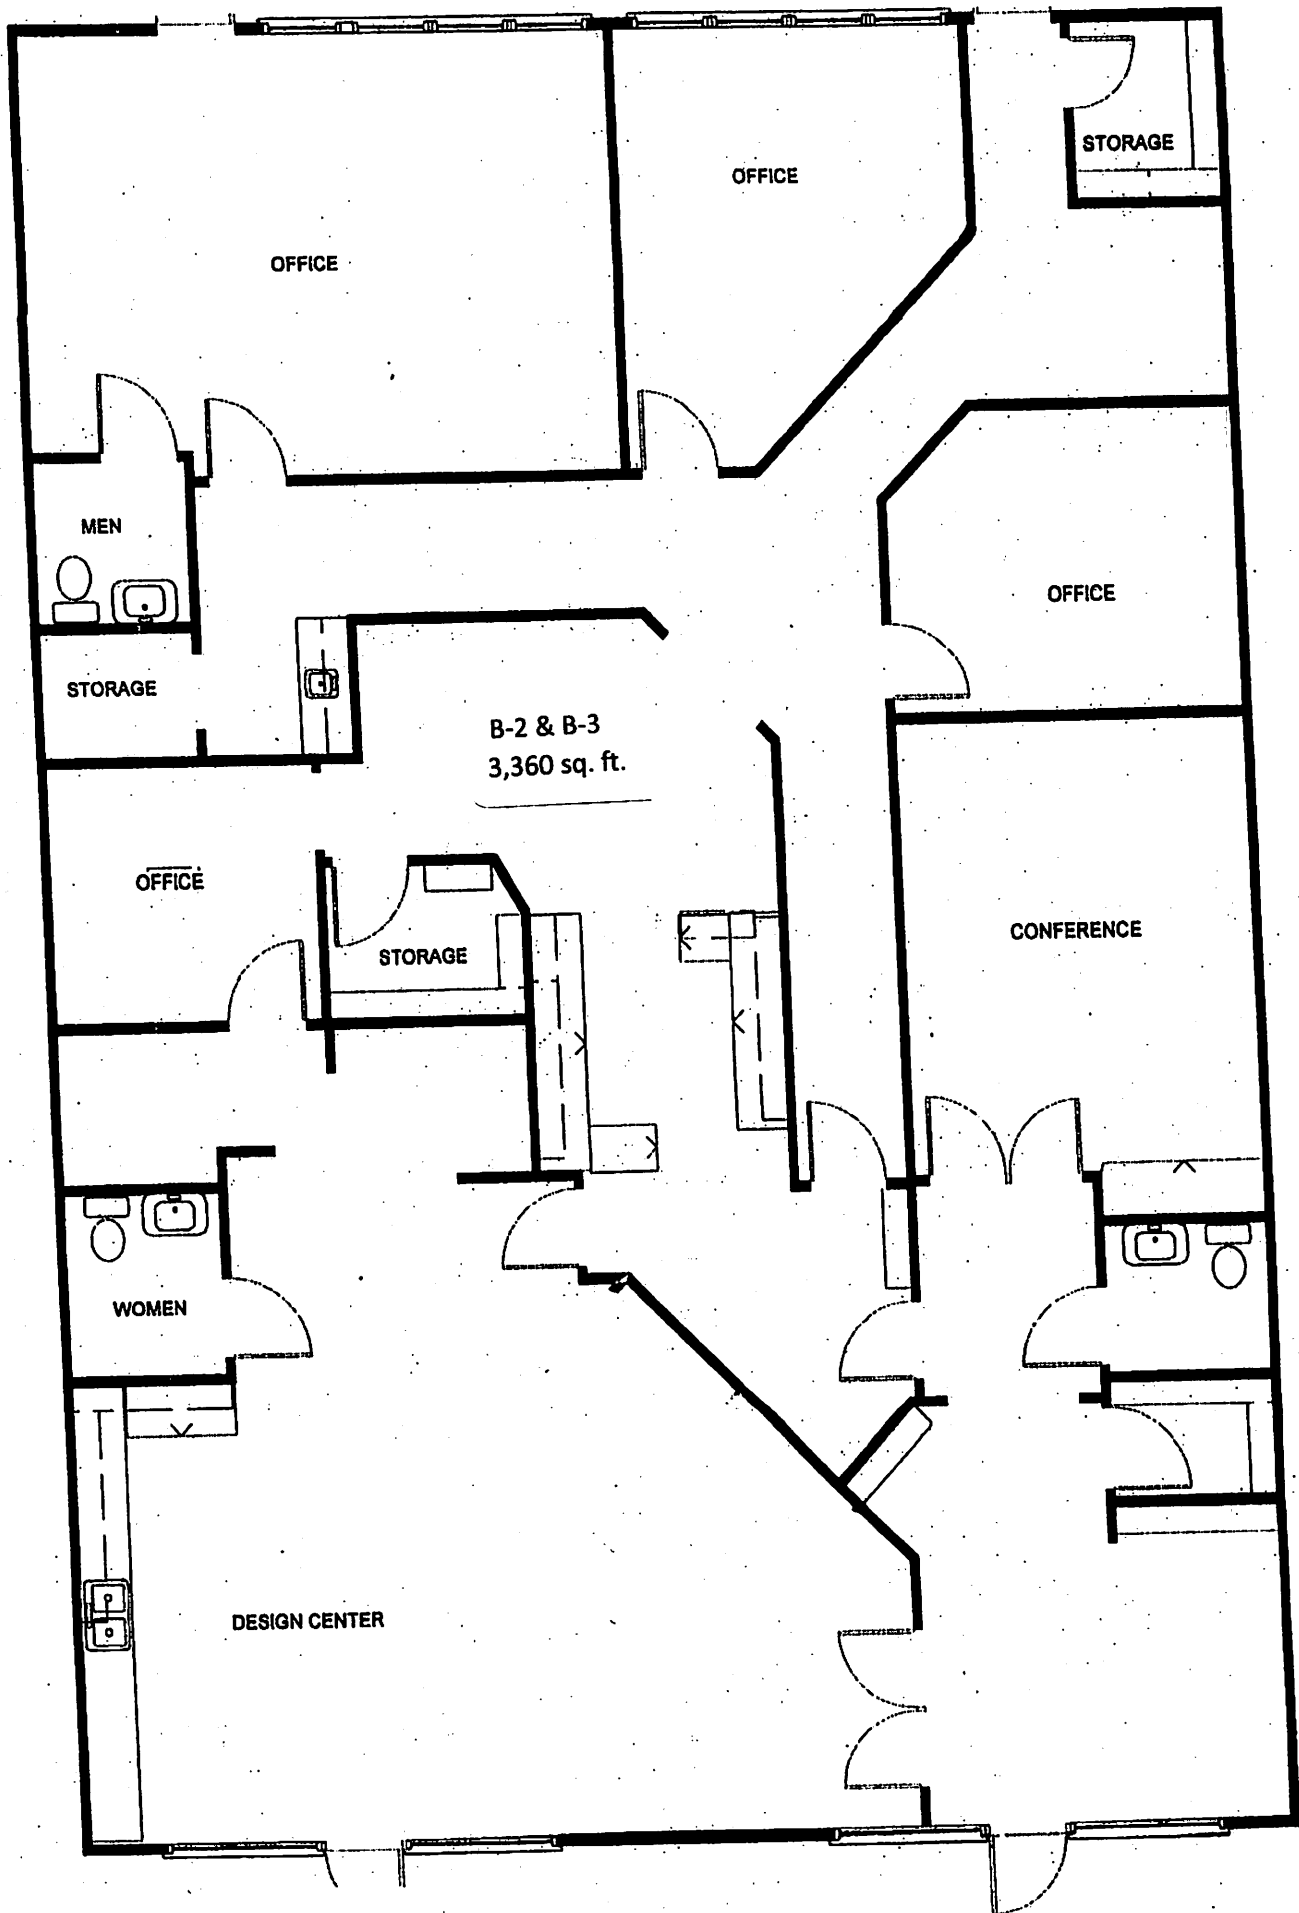 STORAGE
OFFICE
OFFICE
MEN
OFFICE
STORAGE
B-2 & B-3
3,360 sq. ft.
OFFICE
CONFERENCE
STORAGE
WOMEN
DESIGN CENTER